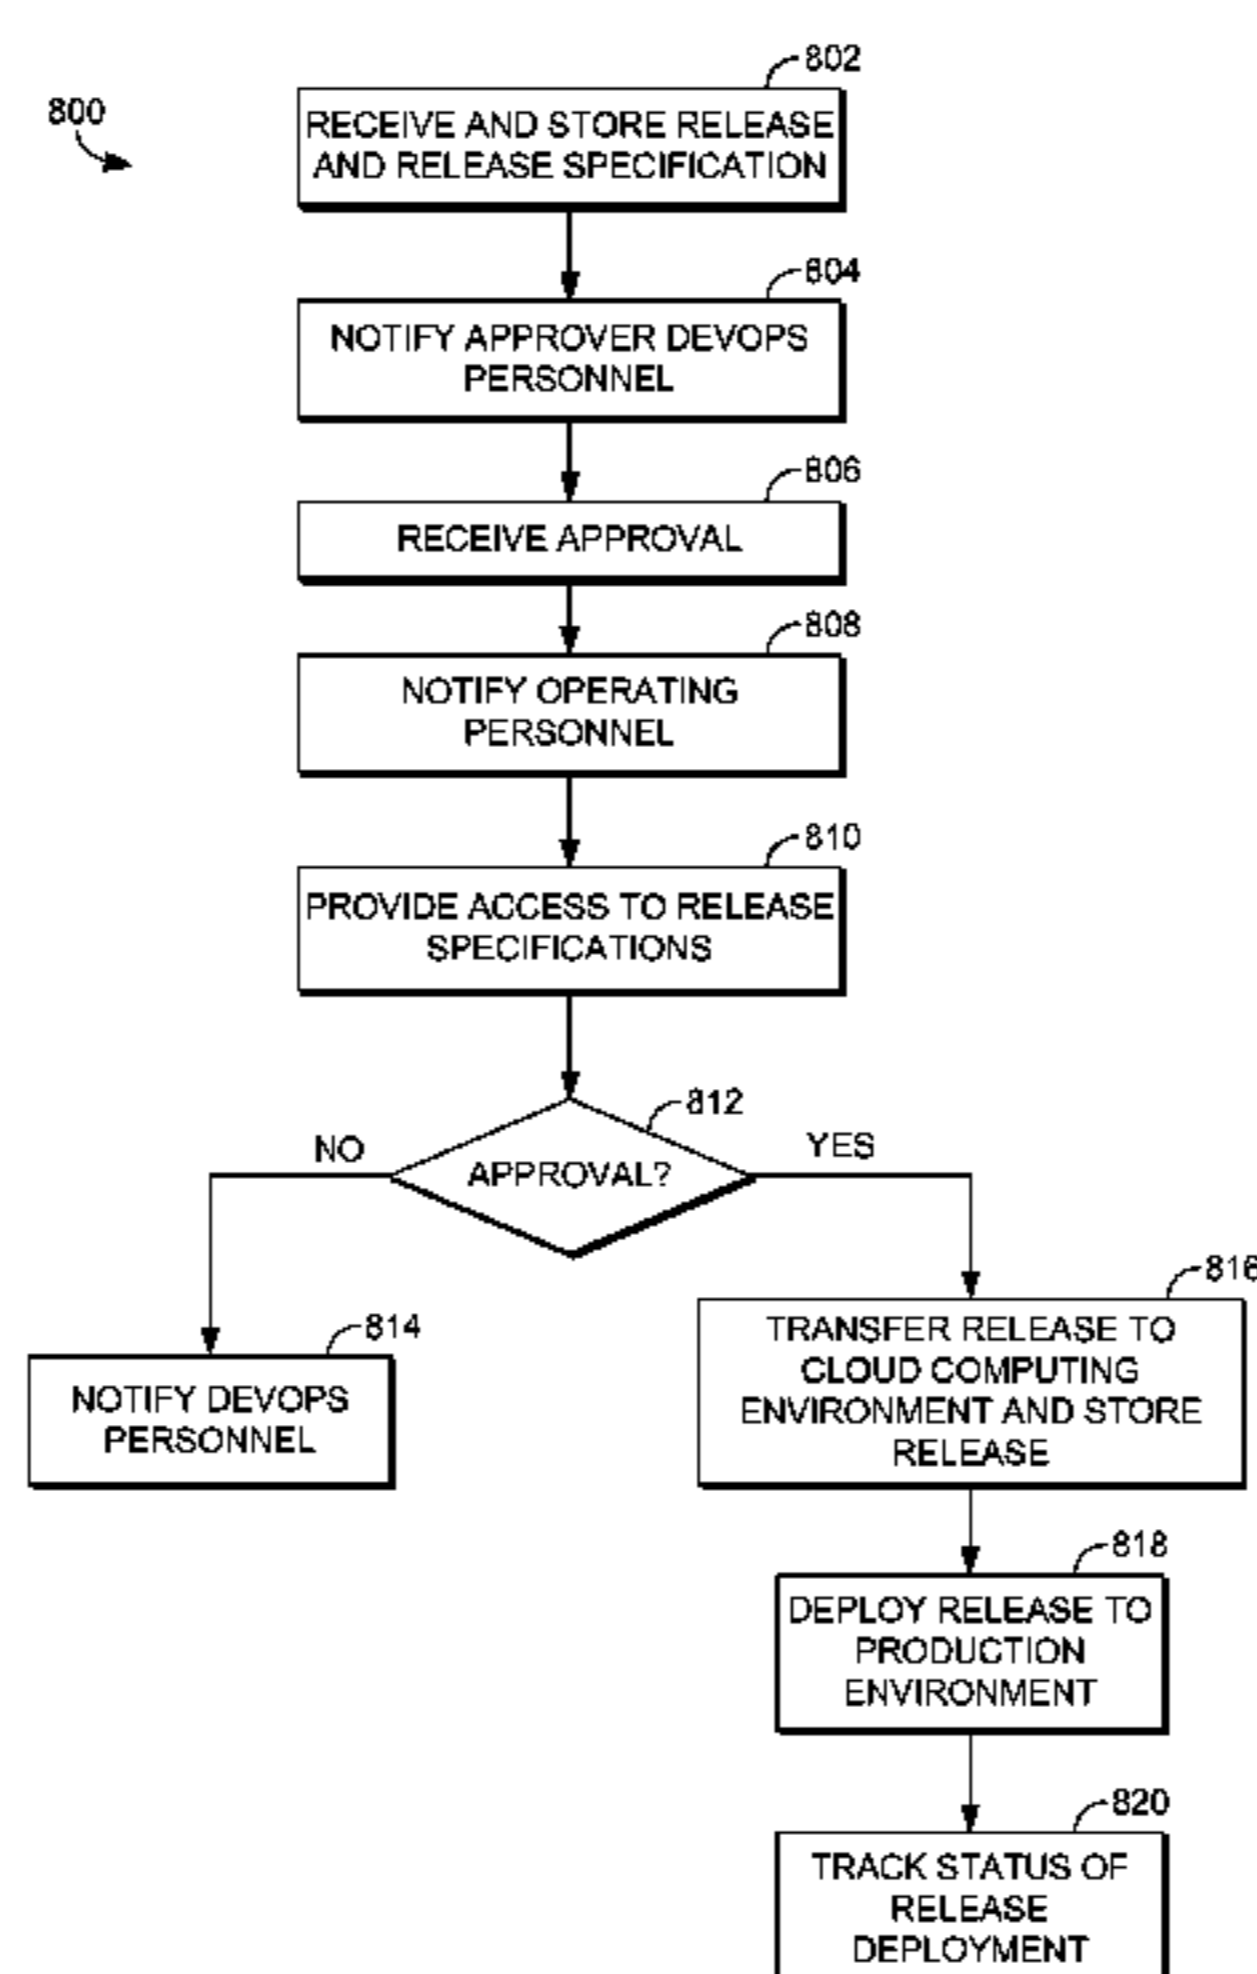 800
802
RECEIVE AND STORE RELEASE
AND RELEASE SPECIFICATION
804
NOTIFY APPROVER DEVOPS
PERSONNEL
806
RECEIVE APPROVAL
808
NOTIFY OPERATING
PERSONNEL
810
PROVIDE ACCESS TO RELEASE
SPECIFICATIONS
812
APPROVAL?
NO
YES
814
NOTIFY DEVOPS
PERSONNEL
816
TRANSFER RELEASE TO
CLOUD COMPUTING
ENVIRONMENT AND STORE
RELEASE
818
DEPLOY RELEASE TO
PRODUCTION
ENVIRONMENT
820
TRACK STATUS OF
RELEASE
DEPLOYMENT